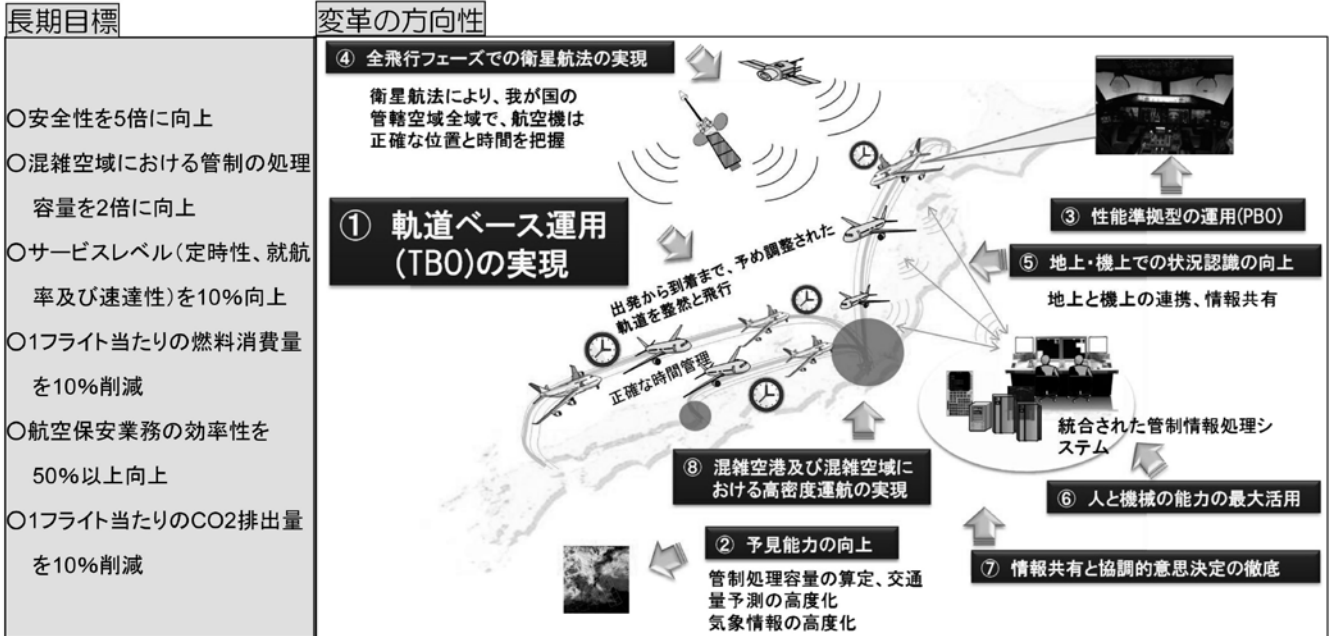 長期目標
○安全性を5倍に向上
○混雑空域における管制の処理
容量を2倍に向上
○サービスレベル(定時性、就航
率及び速達性)を10%向上
○1フライト当たりの燃料消費量
を10%削減
○航空保安業務の効率性を
50%以上向上
○1フライト当たりのCO2排出量
を10%削減
変革の方向性
④ 全飛行フェーズでの衛星航法の実現
衛星航法により、我が国の
管轄空域全域で、航空機は
正確な位置と時間を把握
① 軌道ベース運用
(TBO)の実現
出発から到着まで、予め調整された
軌道を整然と飛行
正確な時間管理
③ 性能準拠型の運用(PBO)
⑤ 地上・機上での状況認識の向上
地上と機上の連携、情報共有
統合された管制情報処理シ
ステム
⑧ 混雑空港及び混雑空域に
おける高密度運航の実現
⑥ 人と機械の能力の最大活用
② 予見能力の向上
管制処理容量の算定、交通
量予測の高度化
気象情報の高度化
⑦ 情報共有と協調的意思決定の徹底